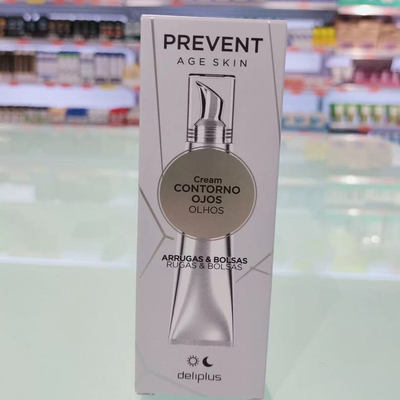 PREVENT
AGE SKIN
Cream
CONTORNO
OJOS
OLHOS
ARRUGAS & BOLSAS
RUGAS & BOLSAS
deliplus